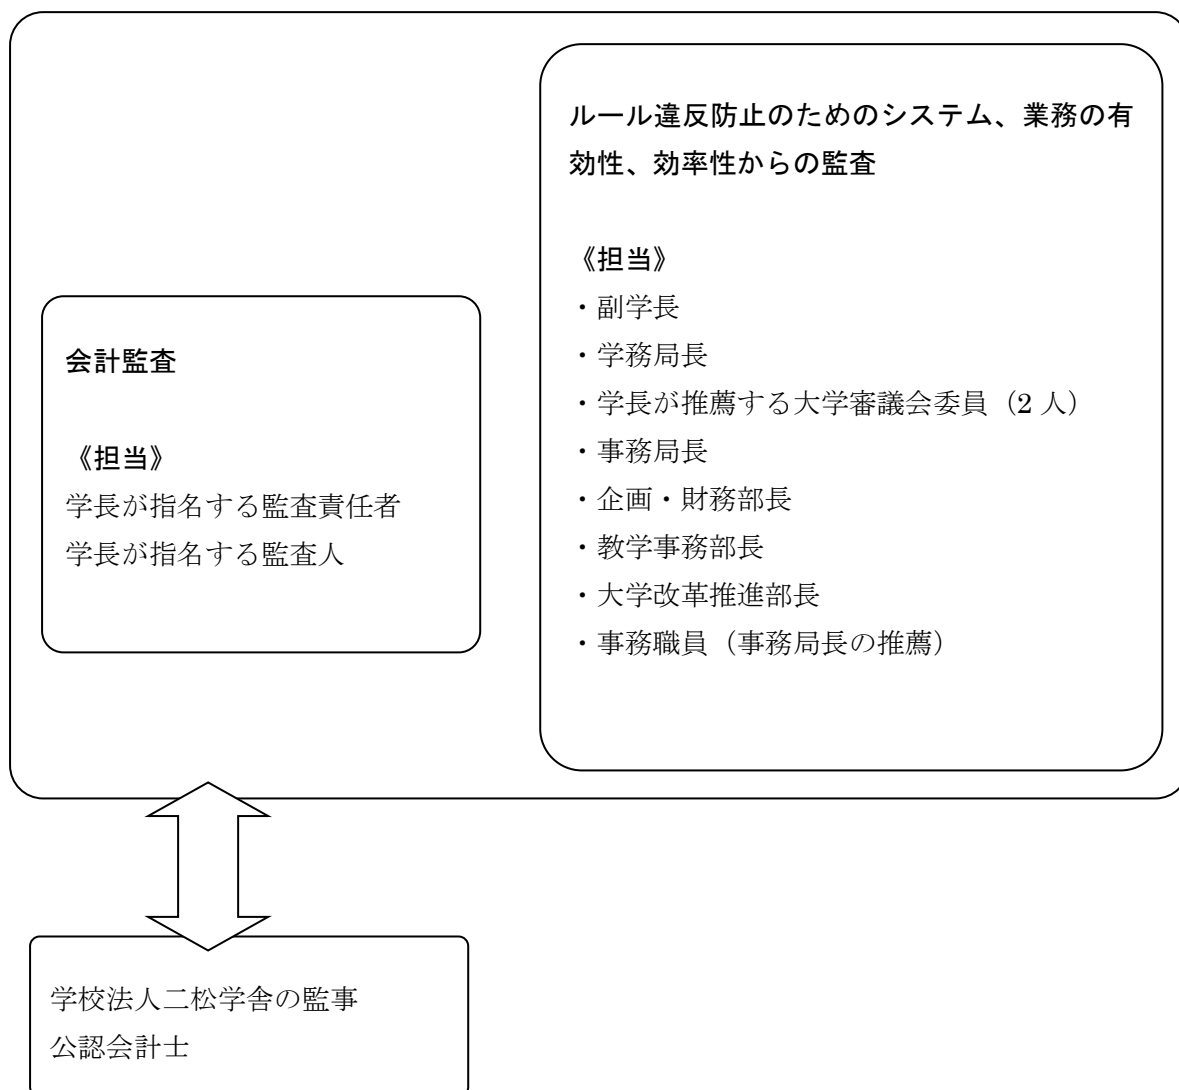 ルール違反防止のためのシステム、業務の有
効性、効率性からの監査
《担当》
・副学長
・学務局長
・学長が推薦する大学審議会委員（2 人）
・事務局長
・企画・財務部長
・教学事務部長
・大学改革推進部長
・事務職員（事務局長の推薦）
会計監査
《担当》
学長が指名する監査責任者
学長が指名する監査人
学校法人二松学舎の監事
公認会計士